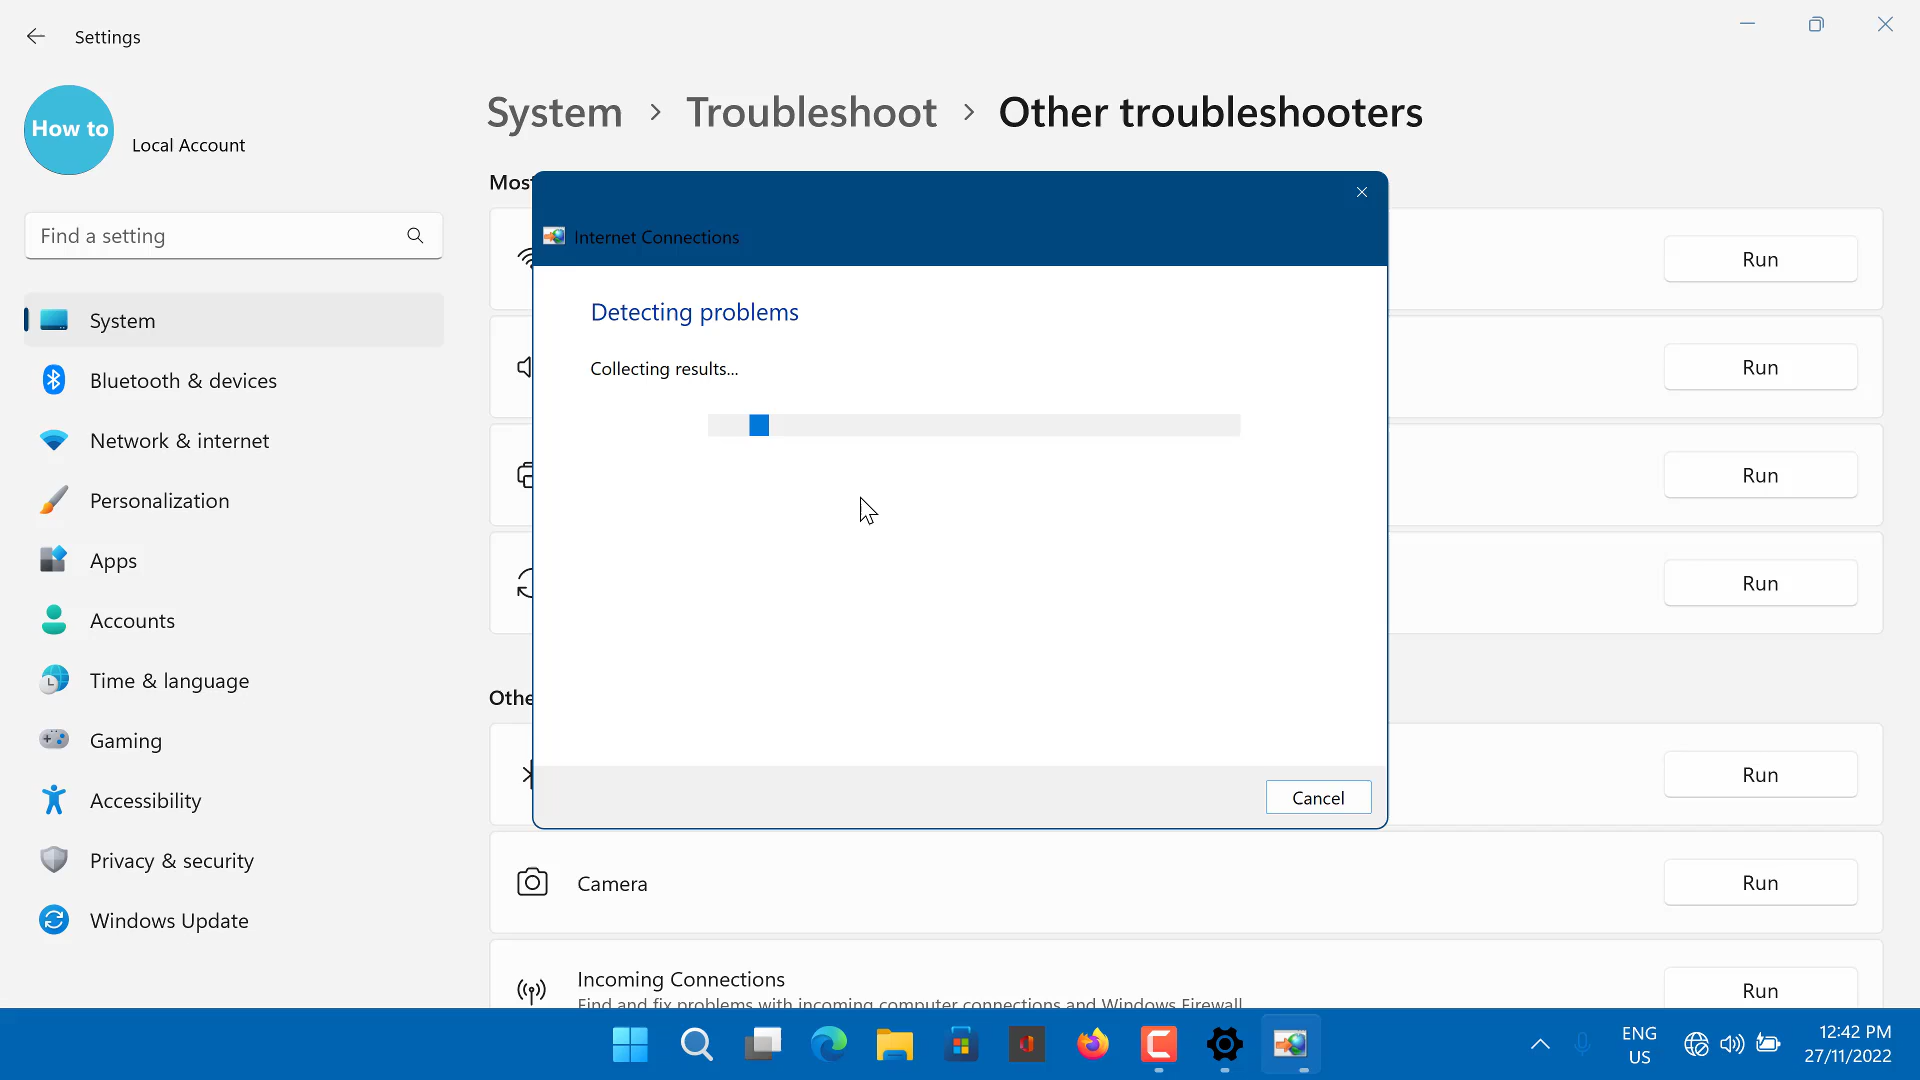 Settings
How to
Local Account
Find a setting
System
Bluetooth & devices
Network & internet
Personalization
Apps
Accounts
Time & language
Gaming
Accessibility
Privacy & security
Windows Update
System > Troubleshoot > Other troubleshooters
Internet Connections
Detecting problems
Collecting results...
Cancel
Run
Run
Run
Run
Run
Camera
Run
Incoming Connections
Find and fix problems with incoming computer connections and Windows Firewall
Run
ENG
US
12:42 PM
27/11/2022